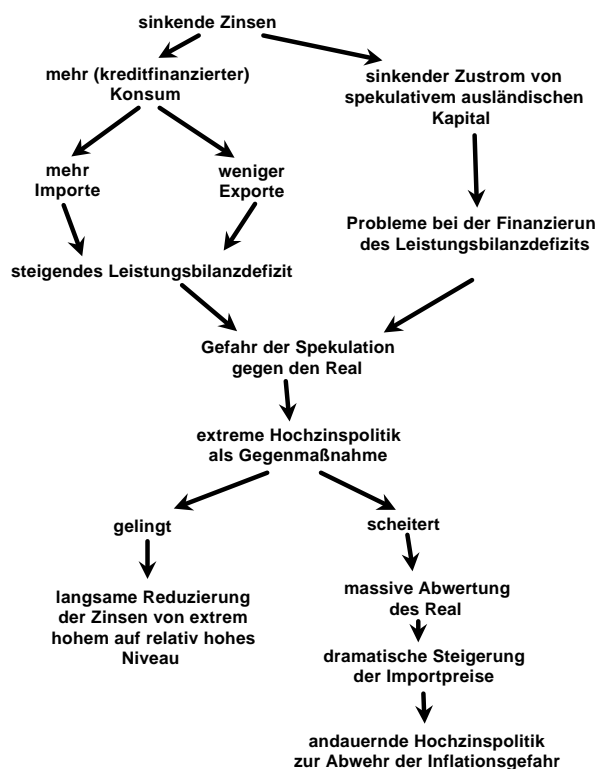 sinkende Zinsen
mehr (kreditfinanzierter)
Konsum
sinkender Zustrom von
spekulativem ausländischen
Kapital
mehr
Importe
weniger
Exporte
Probleme bei der Finanzierun
des Leistungsbilanzdefizits
steigendes Leistungsbilanzdefizit
Gefahr der Spekulation
gegen den Real
extreme Hochzinspolitik
als Gegenmaßnahme
gelingt
scheitert
langsame Reduzierung
der Zinsen von extrem
hohem auf relativ hohes
Niveau
massive Abwertung
des Real
dramatische Steigerung
der Importpreise
andauernde Hochzinspolitik
zur Abwehr der Inflationsgefahr